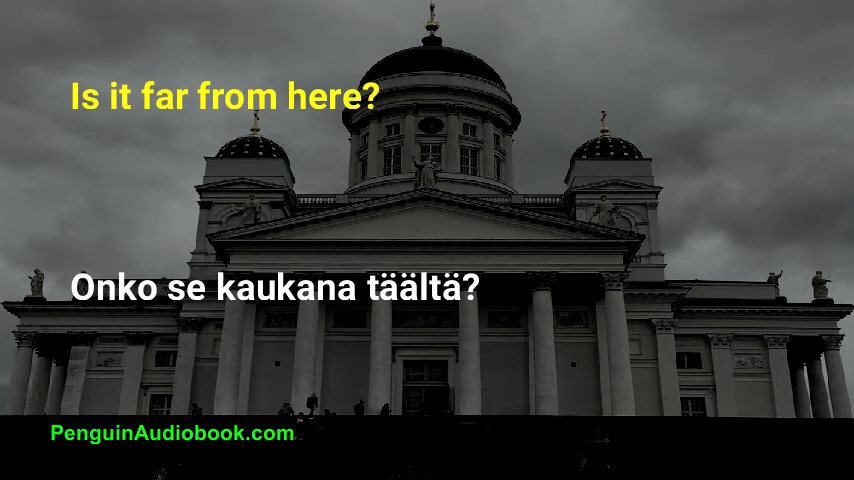 Is it far from here?
Onko se kaukana täältä?
PenguinAudiobook.com